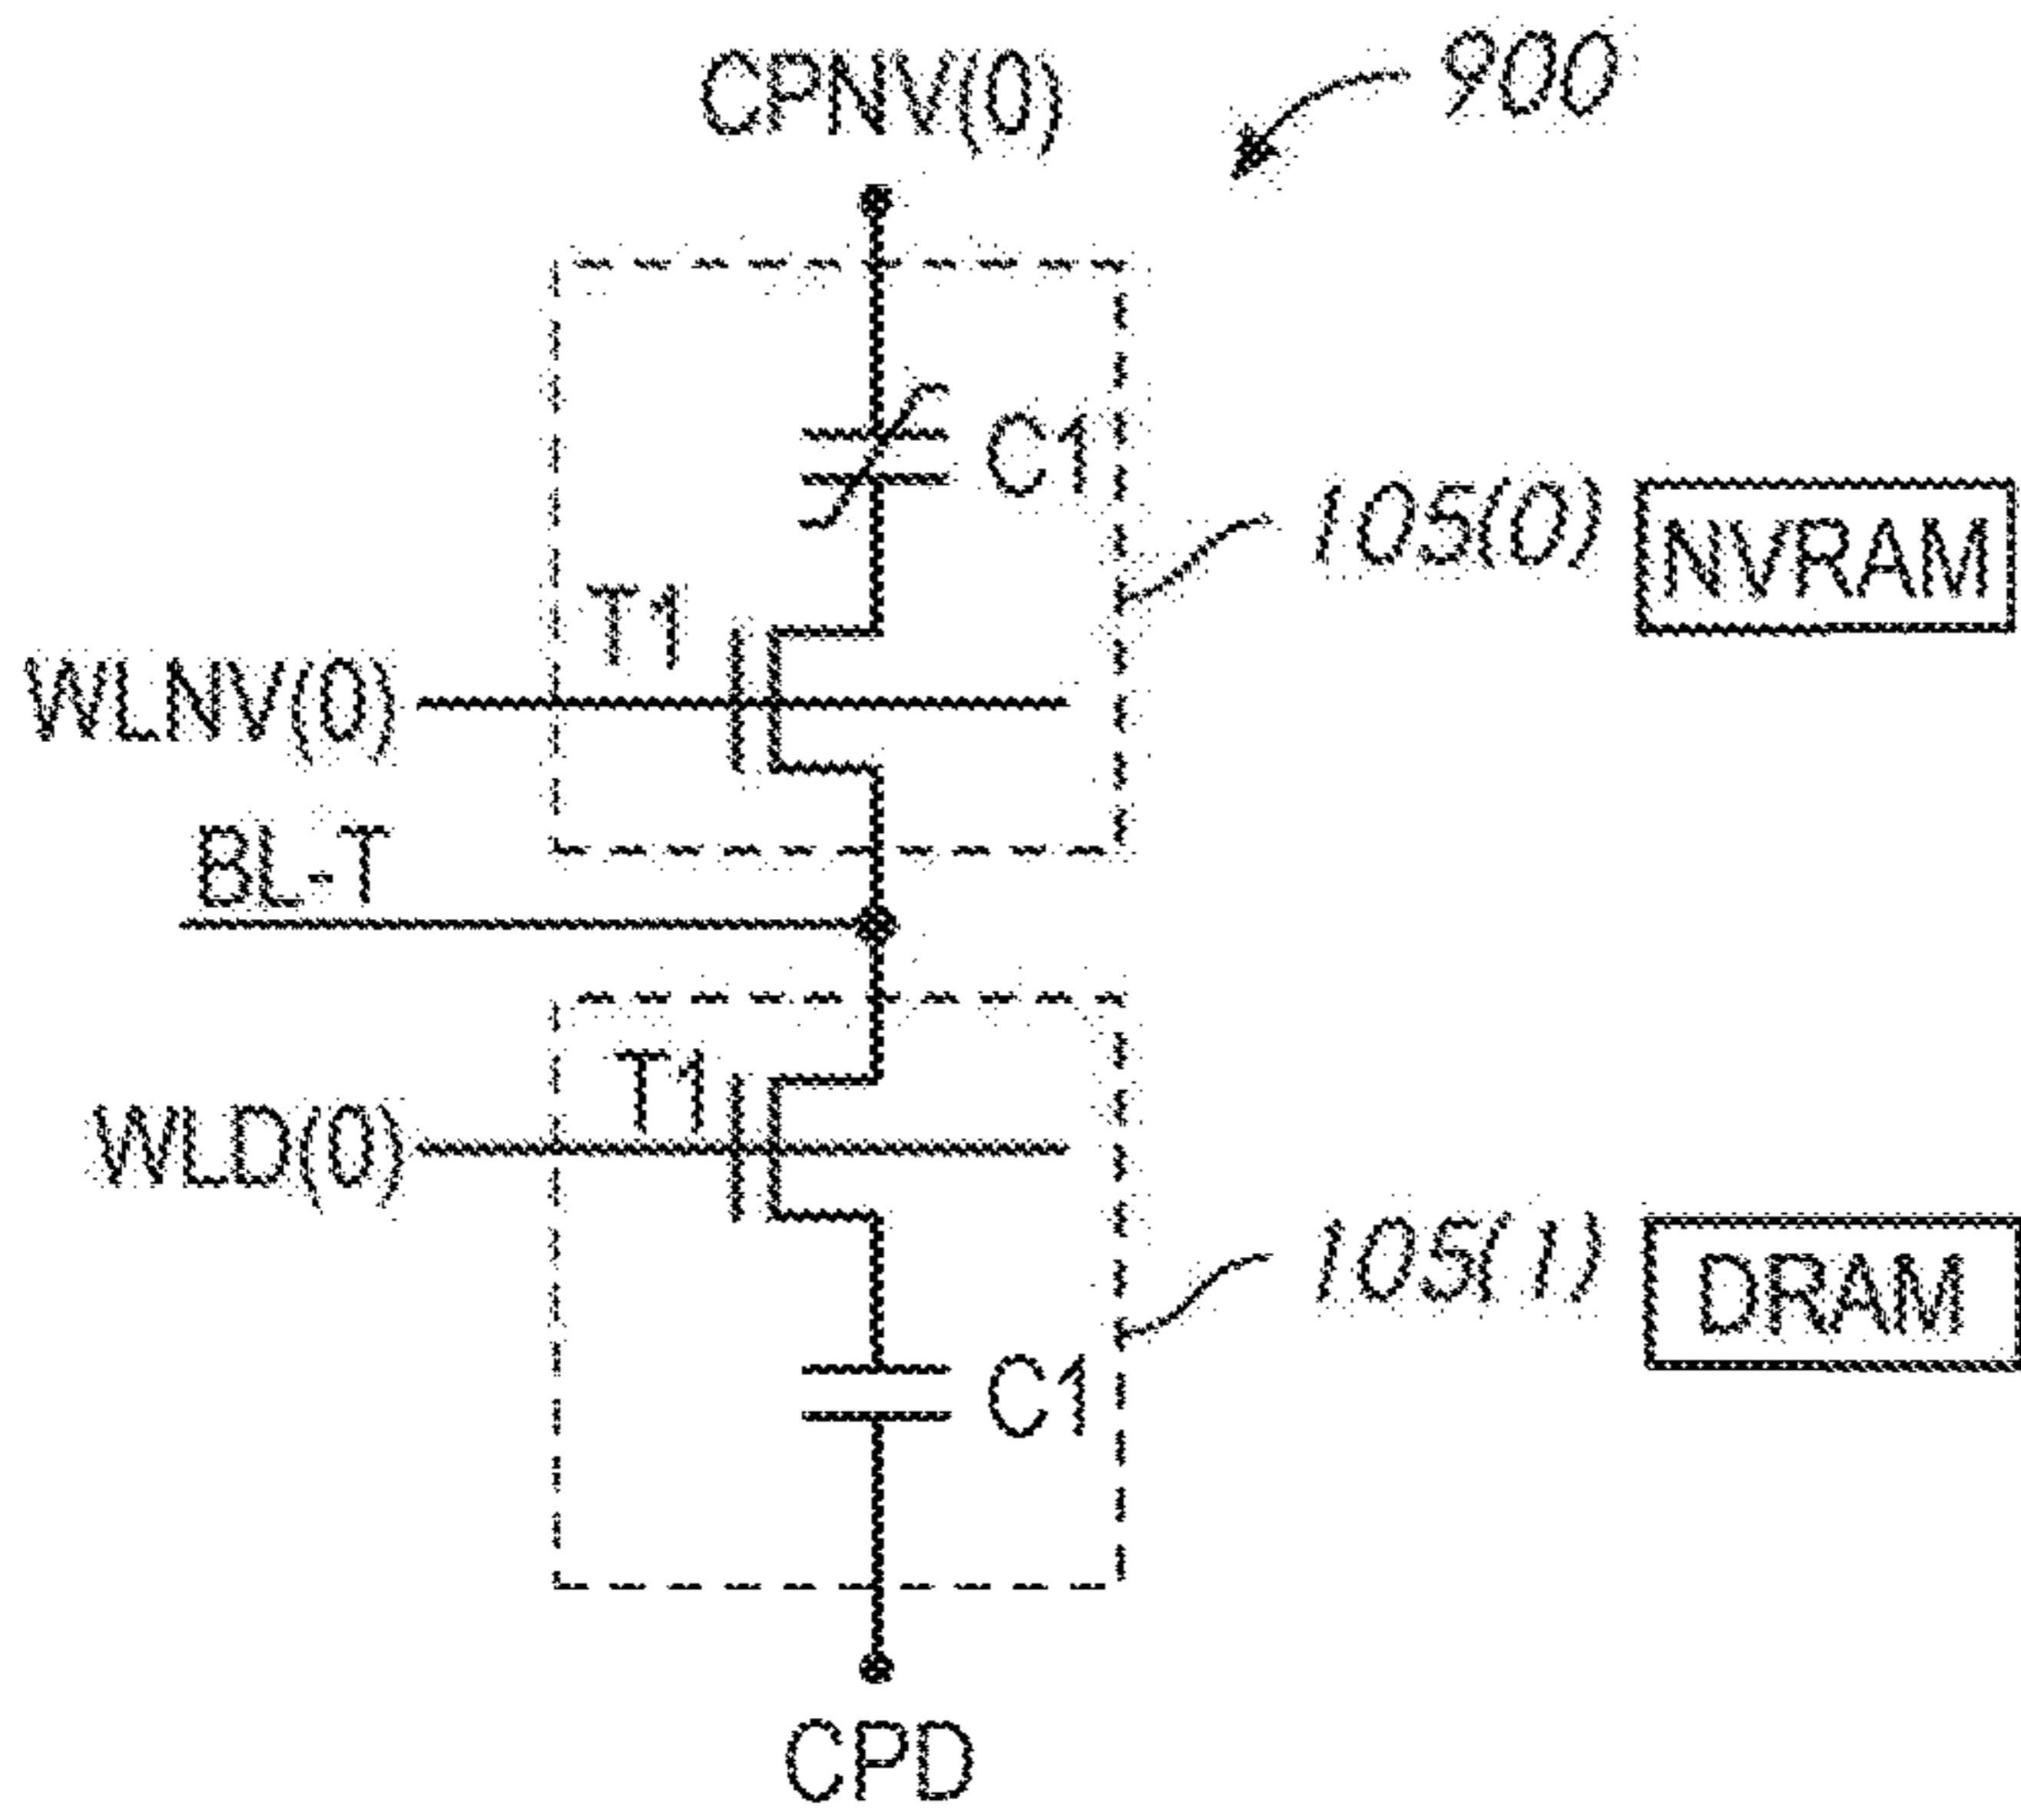 CPNV(0)
900
C1
105(0) NVRAM
T1
WLNV(0)
BL-T
T1
WLD(0)
105(1) DRAM
C1
CPD